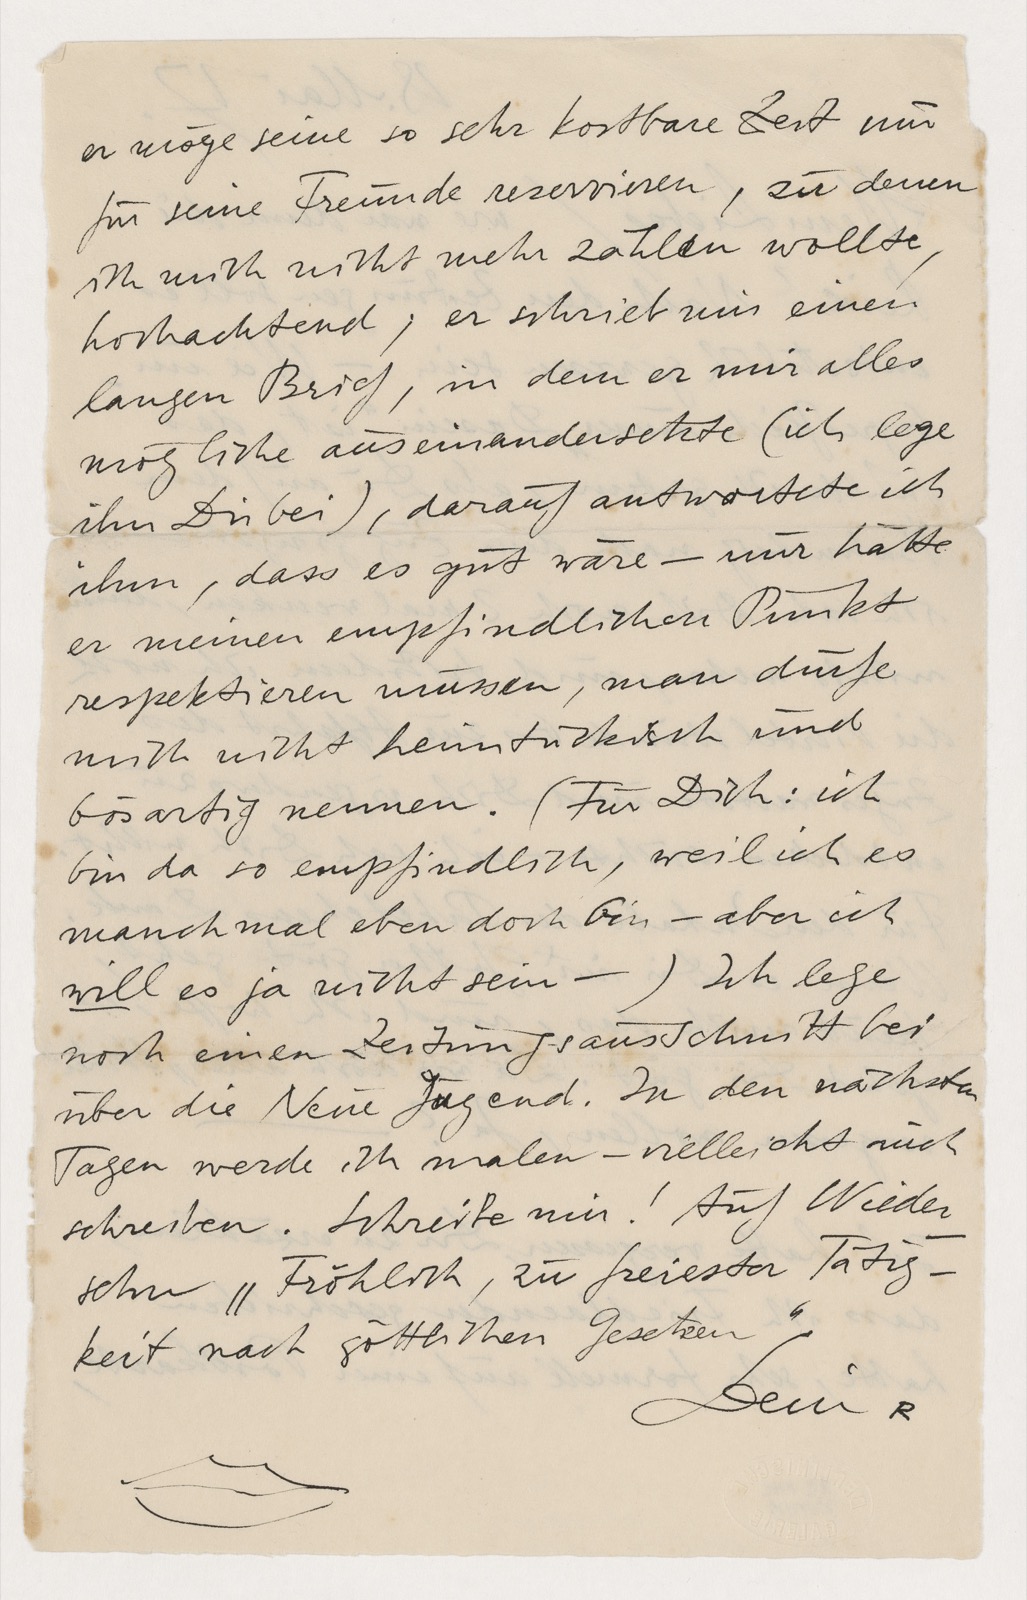 er möge seine so sehr kostbare Zeit nur
für seine Freunde reservieren, zu denen
ich mich nicht mehr zählen wollte,
hochachtend; er schrieb mir einen
langen Brief, in dem er mir alles
mögliche auseinandersetzte (ich lege
ihn Dir bei), darauf antwortete ich
ihm, dass es gut wäre — nur hätte
er meinen empfindlichen Punkt
respektieren müssen, man dürfe
mich nicht heimtückisch und
bösartig nennen. (Für Dich: ich
bin da so empfindlich, weil ich es
manchmal eben doch bin — aber ich
will es ja nicht sein — ) Ich lege
noch einen Zeitungsausschnitt bei
über die Neue Jugend. In den nächsten
Tagen werde ich malen — vielleicht auch
schreiben. Schreibe mir! Auf Wieder
sehn „Fröhlich, zu freiester Tätig-
keit nach göttlichen Gesetzen“
Dein R